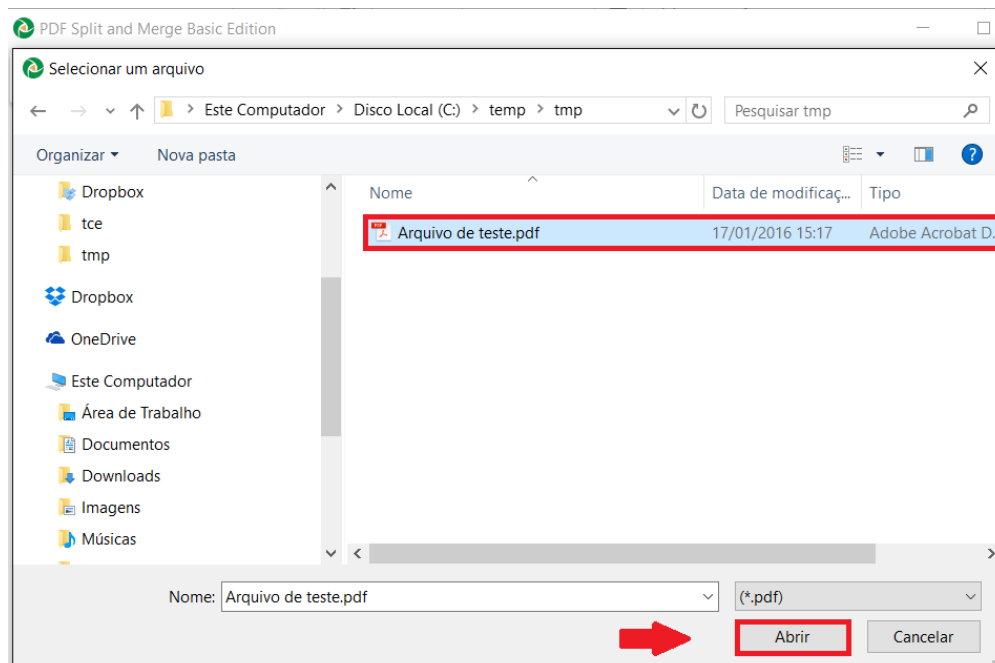 PDF Split and Merge Basic Edition
Selecionar um arquivo
Este Computador > Disco Local (C:) > temp > tmp
Pesquisar tmp
Organizar
Nova pasta
Nome
Data de modificaç...
Tipo
Arquivo de teste.pdf
17/01/2016 15:17
Adobe Acrobat D.
Dropbox
tce
tmp
Dropbox
OneDrive
Este Computador
Área de Trabalho
Documentos
Downloads
Imagens
Músicas
Nome: Arquivo de teste.pdf
(*.pdf)
Abrir
Cancelar